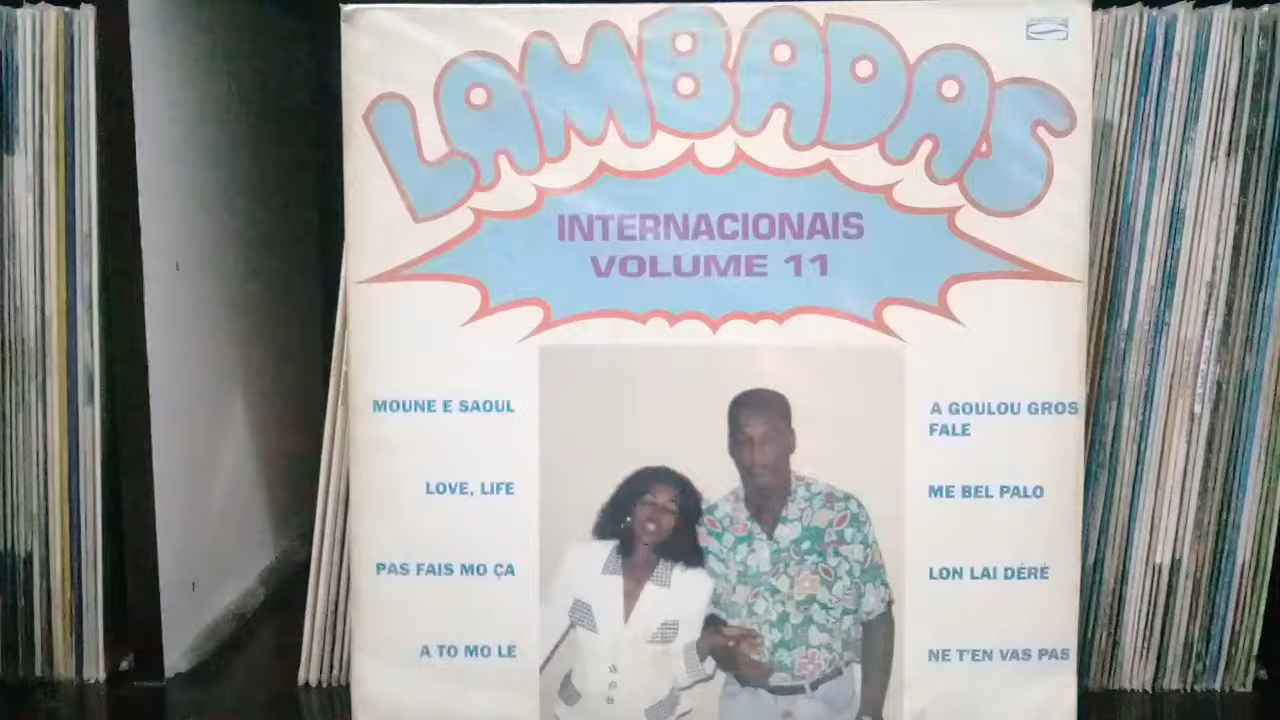 LAMBADAS
INTERNACIONAIS
VOLUME 11
MOUNE E SAOUL
LOVE, LIFE
PAS FAIS MO ÇA
A TO MO LÉ
A GOULOU GROS
FALE
ME BEL PALO
LON LAI DÉRÉ
NE T'EN VAS PAS